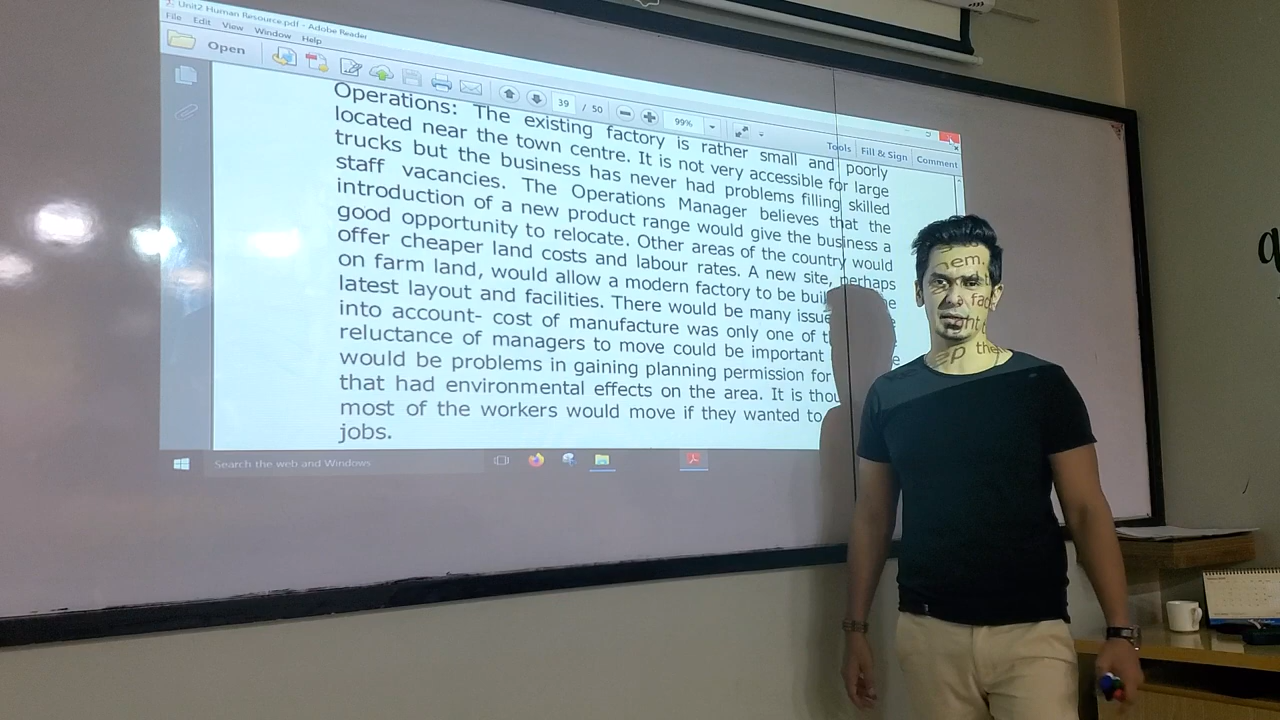 Unit2 Human Resource.pdf - Adobe Reader
File Edit View Window Help
Open 39 / 50 99% Tools Fill & Sign Comment
Operations: The existing factory is rather small and poorly
located near the town centre. It is not very accessible for large
trucks but the business has never had problems filling skilled
staff vacancies. The Operations Manager believes that the
introduction of a new product range would give the business a
good opportunity to relocate. Other areas of the country would
offer cheaper land costs and labour rates. A new site, perhaps
on farm land, would allow a modern factory to be buil
latest layout and facilities. There would be many issue
into account- cost of manufacture was only one of t
reluctance of managers to move could be important
would be problems in gaining planning permission for
that had environmental effects on the area. It is thou
most of the workers would move if they wanted to
jobs.
hem.
fact
ght t
ep them
Search the web and Windows